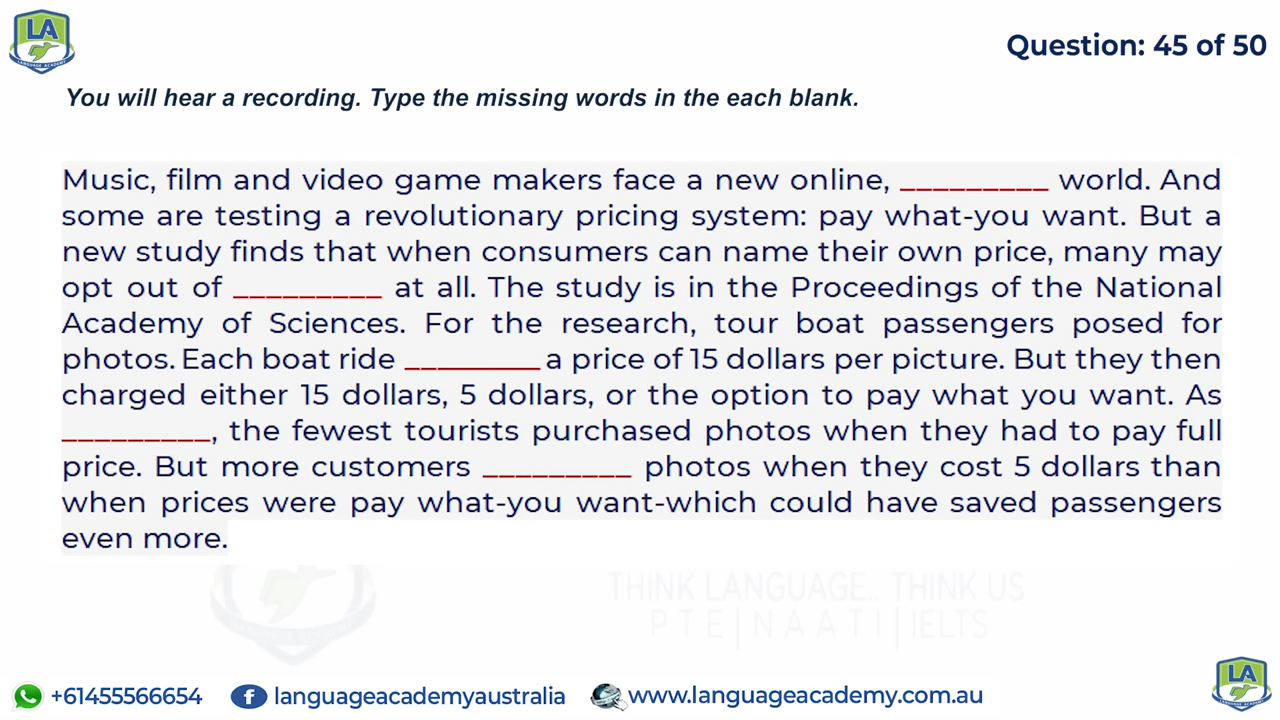 LA
LANGUAGE ACADEMY
Question: 45 of 50
You will hear a recording. Type the missing words in the each blank.
Music, film and video game makers face a new online, _________ world. And
some are testing a revolutionary pricing system: pay what-you want. But a
new study finds that when consumers can name their own price, many may
opt out of _________ at all. The study is in the Proceedings of the National
Academy of Sciences. For the research, tour boat passengers posed for
photos. Each boat ride _________ a price of 15 dollars per picture. But they then
charged either 15 dollars, 5 dollars, or the option to pay what you want. As
_________, the fewest tourists purchased photos when they had to pay full
price. But more customers _________ photos when they cost 5 dollars than
when prices were pay what-you want-which could have saved passengers
even more.
THINK LANGUAGE.. THINK US
PTE|NAATI|IELTS
+61455566654
languageacademyaustralia
www.languageacademy.com.au
LA